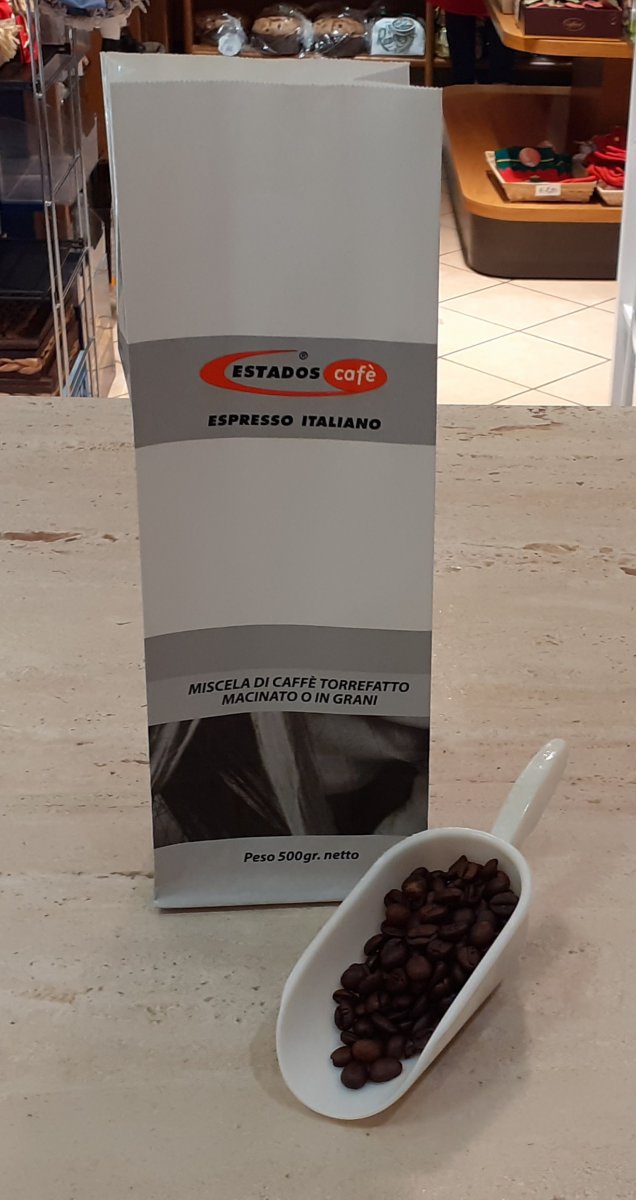 ®
ESTADOS cafè
ESPRESSO ITALIANO
MISCELA DI CAFFÈ TORREFATTO
MACINATO O IN GRANI
Peso 500gr. netto